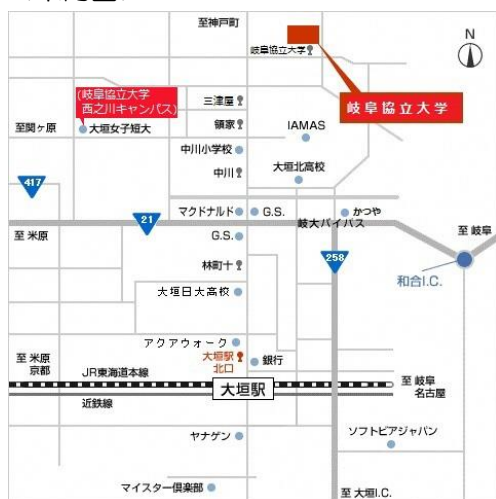 至神戸町
N
岐阜協立大学
岐阜協立大学
(岐阜協立大学
西之川キャンパス)
三津屋
至関ヶ原
大垣女子短大
領家
IAMAS
中川小学校
大垣北高校
中川
417
マクドナルド
G.S.
かつや
21
岐大バイパス
至 米原
G.S.
至 岐阜
林町十
258
和合I.C.
大垣日大高校
アクアウォーク
至 米原
京都
大垣駅
北口
銀行
JR東海道本線
至 岐阜
名古屋
大垣駅
近鉄線
ヤナゲン
ソフトピアジャパン
マイスター倶楽部
至 大垣I.C.